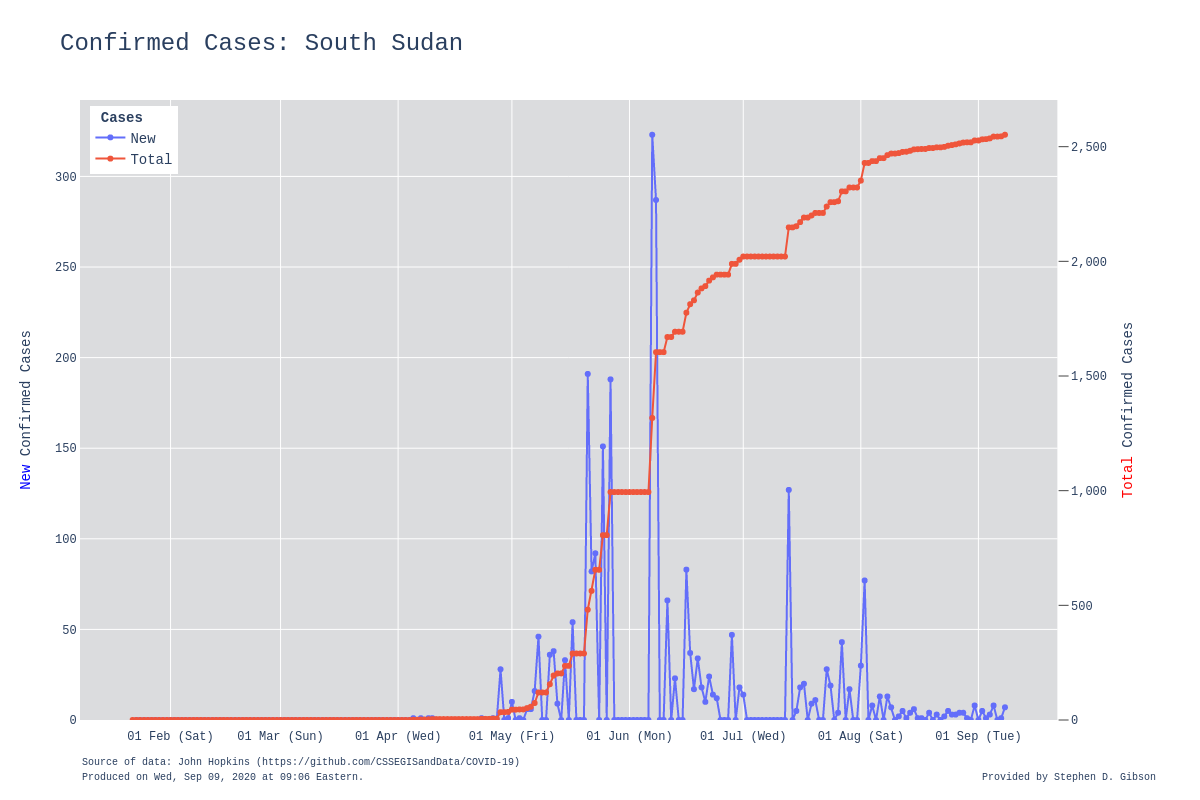 Confirmed Cases: South Sudan
Cases
New
Total
300
250
200
150
100
50
0
2,500
2,000
1,500
1,000
500
0
New Confirmed Cases
Total Confirmed Cases
01 Feb (Sat)
01 Mar (Sun)
01 Apr (Wed)
01 May (Fri)
01 Jun (Mon)
01 Jul (Wed)
01 Aug (Sat)
01 Sep (Tue)
Source of data: John Hopkins (https://github.com/CSSEGISandData/COVID-19)
Produced on Wed, Sep 09, 2020 at 09:06 Eastern.
Provided by Stephen D. Gibson